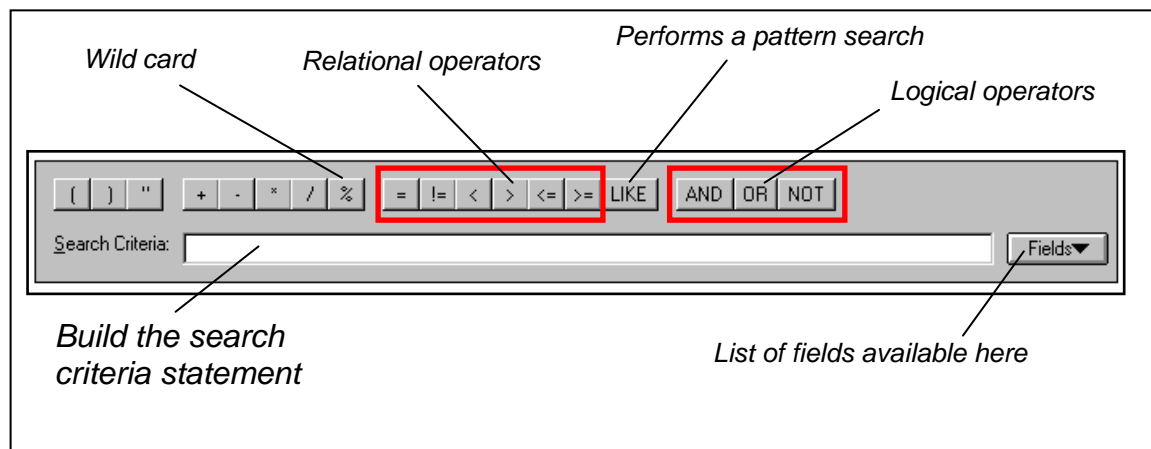 Performs a pattern search
Wild card Relational operators
Logical operators
( ) " + - * / % = != < > <= >= LIKE AND OR NOT
Search Criteria: Fields▼
Build the search
criteria statement
List of fields available here